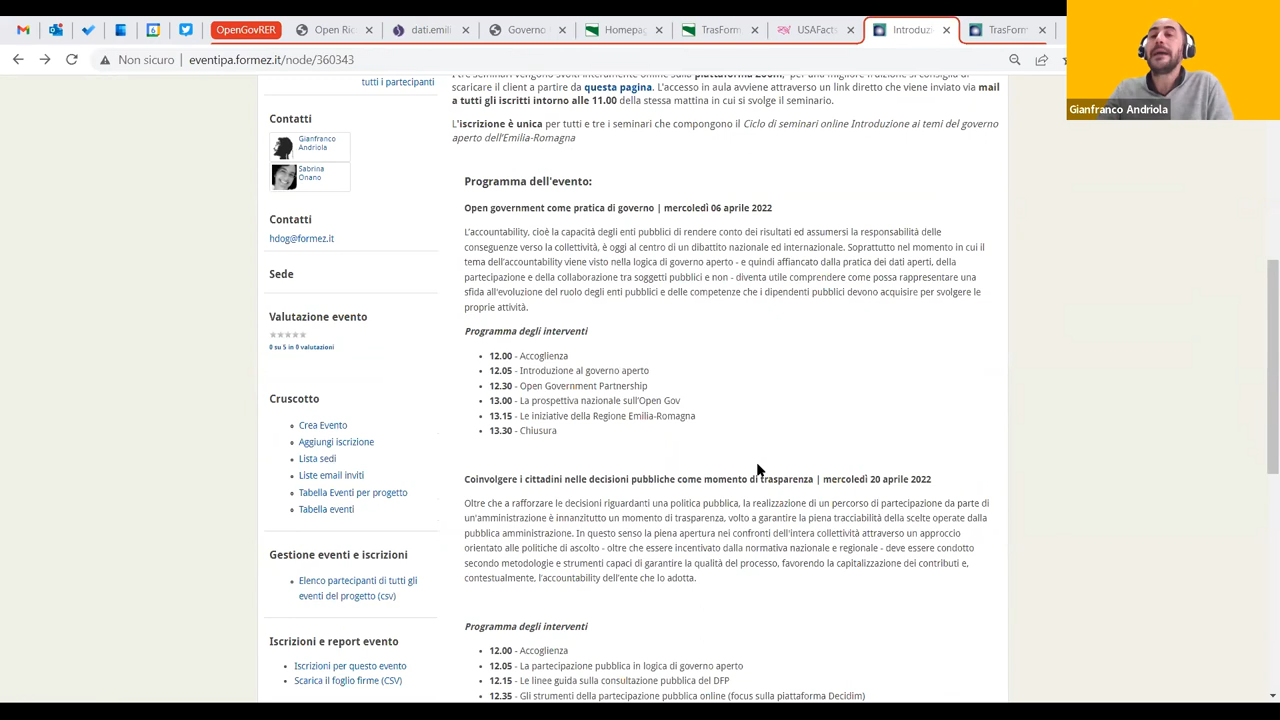 OpenGovRER
Open Ric
dati.emili
Governo
Homepag
TrasForm
USAFacts
Introduzi
TrasForm
Non sicuro
eventipa.formez.it/node/360343
Gianfranco Andriola
tutti i partecipanti
Contatti
Gianfranco
Andriola
Sabrina
Onano
Contatti
hdog@formez.it
Sede
Valutazione evento
0 su 5 in 0 valutazioni
Cruscotto
Crea Evento
Aggiungi iscrizione
Lista sedi
Liste email inviti
Tabella Eventi per progetto
Tabella eventi
Gestione eventi e iscrizioni
Elenco partecipanti di tutti gli
eventi del progetto (csv)
Iscrizioni e report evento
Iscrizioni per questo evento
Scarica il foglio firme (CSV)
scaricare il client a partire da questa pagina. L'accesso in aula avviene attraverso un link diretto che viene inviato via mail
a tutti gli iscritti intorno alle 11.00 della stessa mattina in cui si svolge il seminario.
L'iscrizione è unica per tutti e tre i seminari che compongono il Ciclo di seminari online Introduzione ai temi del governo
aperto dell'Emilia-Romagna
Programma dell'evento:
Open government come pratica di governo | mercoledì 06 aprile 2022
L'accountability, cioè la capacità degli enti pubblici di rendere conto dei risultati ed assumersi la responsabilità delle
conseguenze verso la collettività, è oggi al centro di un dibattito nazionale ed internazionale. Soprattutto nel momento in cui il
tema dell'accountability viene visto nella logica di governo aperto - e quindi affiancato dalla pratica dei dati aperti, della
partecipazione e della collaborazione tra soggetti pubblici e non - diventa utile comprendere come possa rappresentare una
sfida all'evoluzione del ruolo degli enti pubblici e delle competenze che i dipendenti pubblici devono acquisire per svolgere le
proprie attività.
Programma degli interventi
12.00 - Accoglienza
12.05 - Introduzione al governo aperto
12.30 - Open Government Partnership
13.00 - La prospettiva nazionale sull'Open Gov
13.15 - Le iniziative della Regione Emilia-Romagna
13.30 - Chiusura
Coinvolgere i cittadini nelle decisioni pubbliche come momento di trasparenza | mercoledì 20 aprile 2022
Oltre che a rafforzare le decisioni riguardanti una politica pubblica, la realizzazione di un percorso di partecipazione da parte di
un'amministrazione è innanzitutto un momento di trasparenza, volto a garantire la piena tracciabilità della scelte operate dalla
pubblica amministrazione. In questo senso la piena apertura nei confronti dell'intera collettività attraverso un approccio
orientato alle politiche di ascolto - oltre che essere incentivato dalla normativa nazionale e regionale - deve essere condotto
secondo metodologie e strumenti capaci di garantire la qualità del processo, favorendo la capitalizzazione dei contributi e,
contestualmente, l'accountability dell'ente che lo adotta.
Programma degli interventi
12.00 - Accoglienza
12.05 - La partecipazione pubblica in logica di governo aperto
12.15 - Le linee guida sulla consultazione pubblica del DFP
12.35 - Gli strumenti della partecipazione pubblica online (focus sulla piattaforma Decidim)